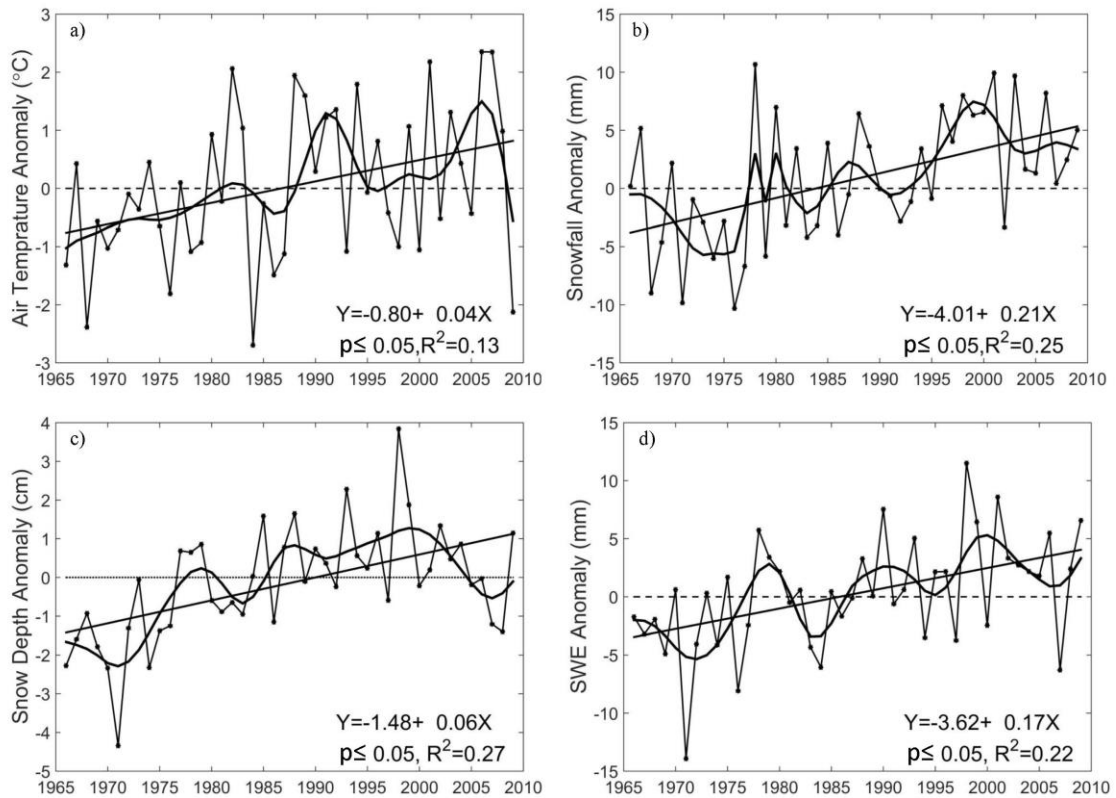 a)
Air Temprature Anomaly (°C)
3
2
1
0
-1
-2
-3
Y=-0.80+ 0.04X
p≤ 0.05,R²=0.13
1965 1970 1975 1980 1985 1990 1995 2000 2005 2010
b)
Snowfall Anomaly (mm)
15
10
5
0
-5
-10
-15
Y=-4.01+ 0.21X
p≤ 0.05,R²=0.25
1965 1970 1975 1980 1985 1990 1995 2000 2005 2010
c)
Snow Depth Anomaly (cm)
4
3
2
1
0
-1
-2
-3
-4
-5
Y=-1.48+ 0.06X
p≤ 0.05, R²=0.27
1965 1970 1975 1980 1985 1990 1995 2000 2005 2010
d)
SWE Anomaly (mm)
15
10
5
0
-5
-10
-15
Y=-3.62+ 0.17X
p≤ 0.05, R²=0.22
1965 1970 1975 1980 1985 1990 1995 2000 2005 2010